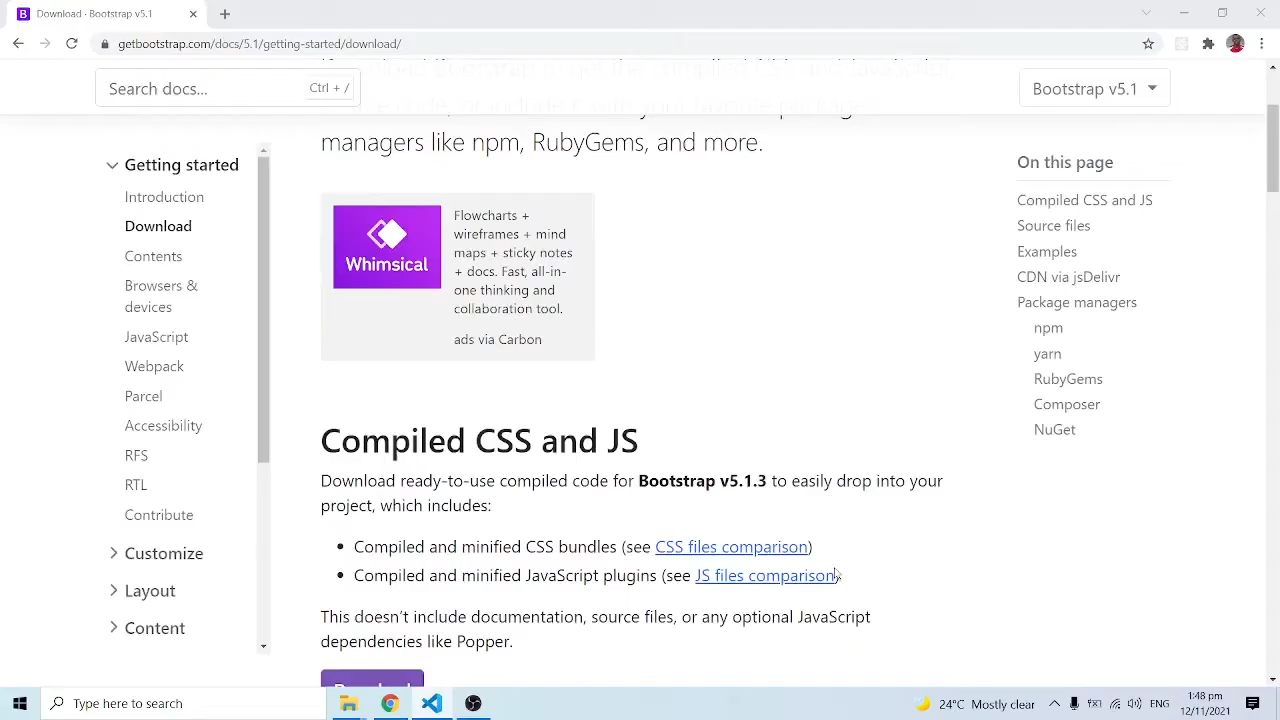 Download · Bootstrap v5.1
getbootstrap.com/docs/5.1/getting-started/download/
Search docs...
Ctrl + /
Bootstrap v5.1
managers like npm, RubyGems, and more.
Getting started
Introduction
Download
Contents
Browsers &
devices
JavaScript
Webpack
Parcel
Accessibility
RFS
RTL
Contribute
Customize
Layout
Content
Whimsical
Flowcharts +
wireframes + mind
maps + sticky notes
+ docs. Fast, all-in-
one thinking and
collaboration tool.
ads via Carbon
Compiled CSS and JS
Download ready-to-use compiled code for Bootstrap v5.1.3 to easily drop into your
project, which includes:
• Compiled and minified CSS bundles (see CSS files comparison)
• Compiled and minified JavaScript plugins (see JS files comparison)
This doesn’t include documentation, source files, or any optional JavaScript
dependencies like Popper.
Download
On this page
Compiled CSS and JS
Source files
Examples
CDN via jsDelivr
Package managers
npm
yarn
RubyGems
Composer
NuGet
Type here to search
24°C Mostly clear
ENG
1:48 pm
12/11/2021